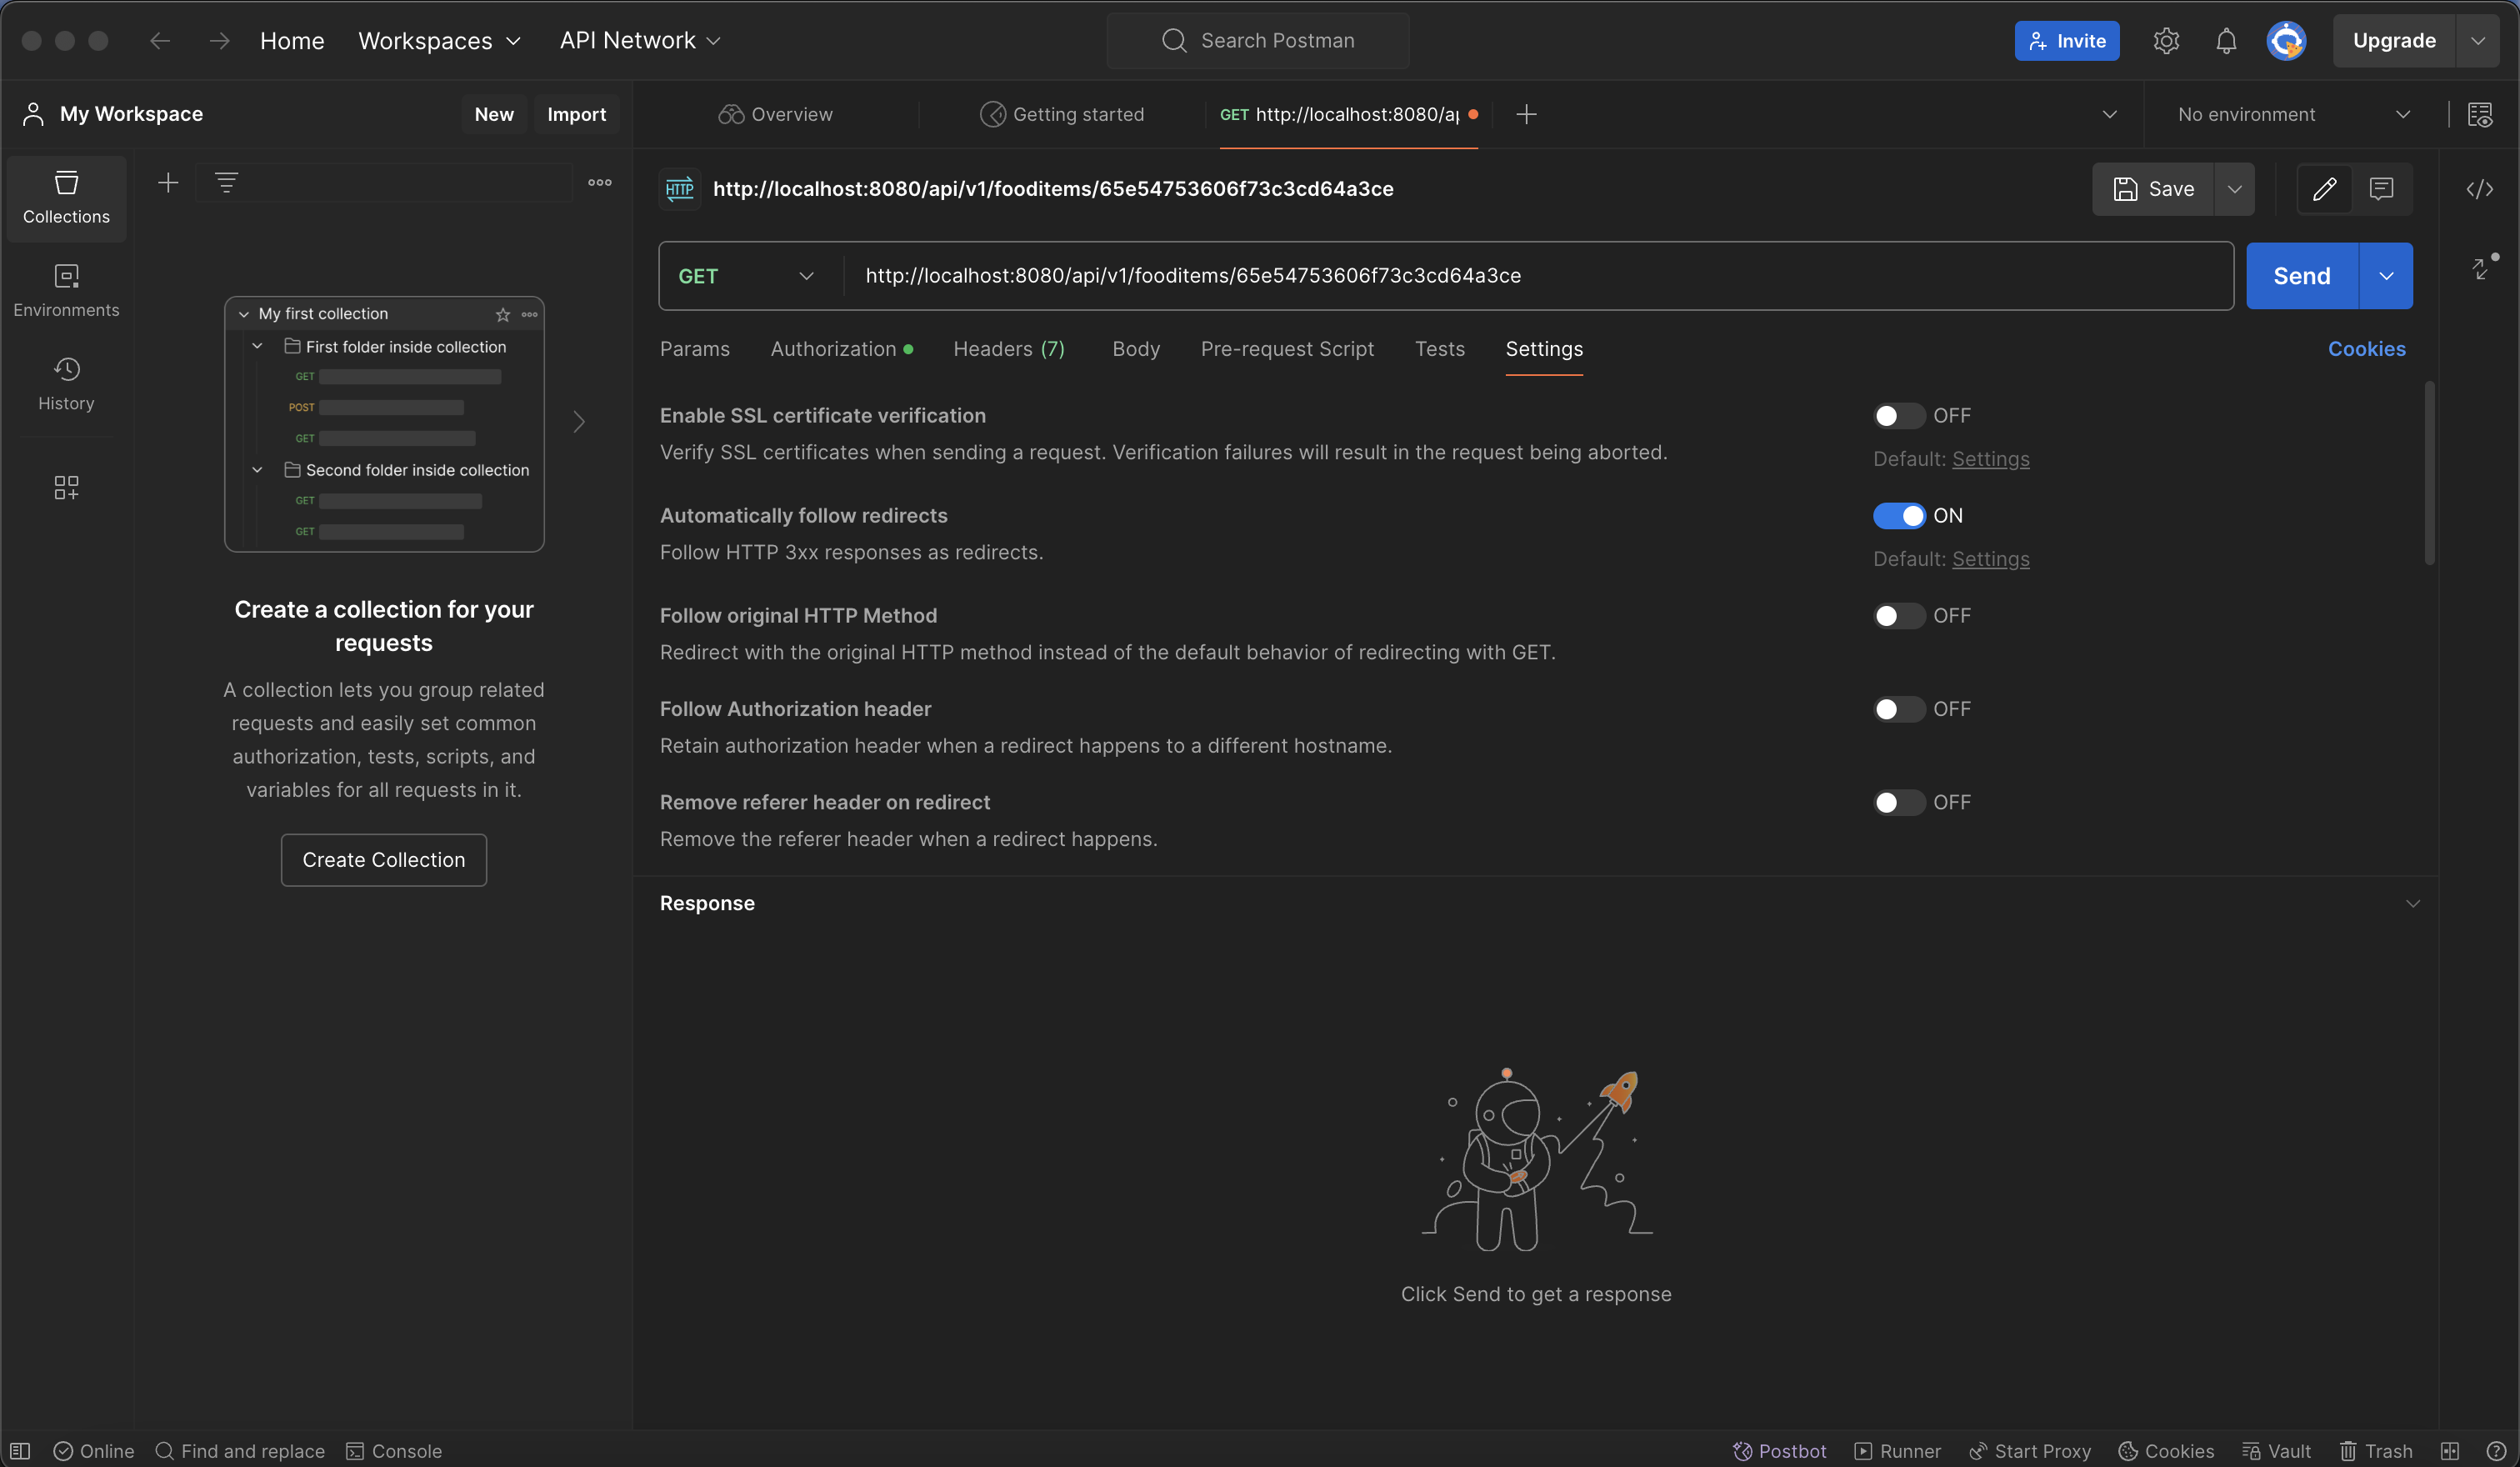 Home Workspaces API Network Search Postman Invite Upgrade
My Workspace New Import
Overview Getting started GET http://localhost:8080/ap No environment
Collections
Environments
History
My first collection
First folder inside collection
GET
POST
GET
Second folder inside collection
GET
GET
Create a collection for your
requests
A collection lets you group related
requests and easily set common
authorization, tests, scripts, and
variables for all requests in it.
Create Collection
HTTP http://localhost:8080/api/v1/fooditems/65e54753606f73c3cd64a3ce Save
GET http://localhost:8080/api/v1/fooditems/65e54753606f73c3cd64a3ce Send
Params Authorization Headers (7) Body Pre-request Script Tests Settings Cookies
Enable SSL certificate verification OFF
Verify SSL certificates when sending a request. Verification failures will result in the request being aborted. Default: Settings
Automatically follow redirects ON
Follow HTTP 3xx responses as redirects. Default: Settings
Follow original HTTP Method OFF
Redirect with the original HTTP method instead of the default behavior of redirecting with GET.
Follow Authorization header OFF
Retain authorization header when a redirect happens to a different hostname.
Remove referer header on redirect OFF
Remove the referer header when a redirect happens.
Response
Click Send to get a response
Online Find and replace Console Postbot Runner Start Proxy Cookies Vault Trash